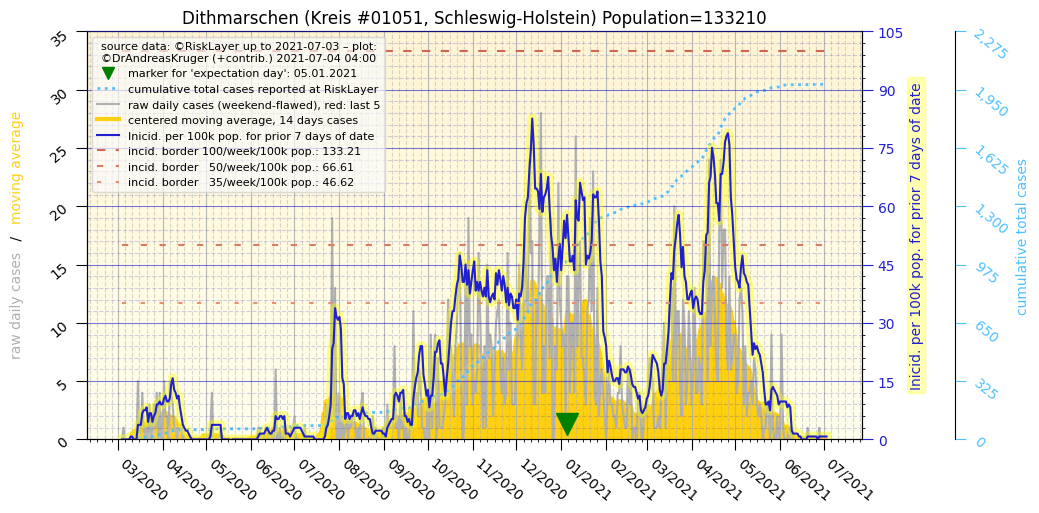 Dithmarschen (Kreis #01051, Schleswig-Holstein) Population=133210
source data: ©RiskLayer up to 2021-07-03 – plot:
©DrAndreasKruger (+contrib.) 2021-07-04 04:00
marker for 'expectation day': 05.01.2021
cumulative total cases reported at RiskLayer
raw daily cases (weekend-flawed), red: last 5
centered moving average, 14 days cases
Inicid. per 100k pop. for prior 7 days of date
incid. border 100/week/100k pop.: 133.21
incid. border 50/week/100k pop.: 66.61
incid. border 35/week/100k pop.: 46.62
raw daily cases / moving average
35
30
25
20
15
10
5
0
03/2020
04/2020
05/2020
06/2020
07/2020
08/2020
09/2020
10/2020
11/2020
12/2020
01/2021
02/2021
03/2021
04/2021
05/2021
06/2021
07/2021
105
90
75
60
45
30
15
0
Inicid. per 100k pop. for prior 7 days of date
2,275
1,950
1,625
1,300
975
650
325
0
cumulative total cases